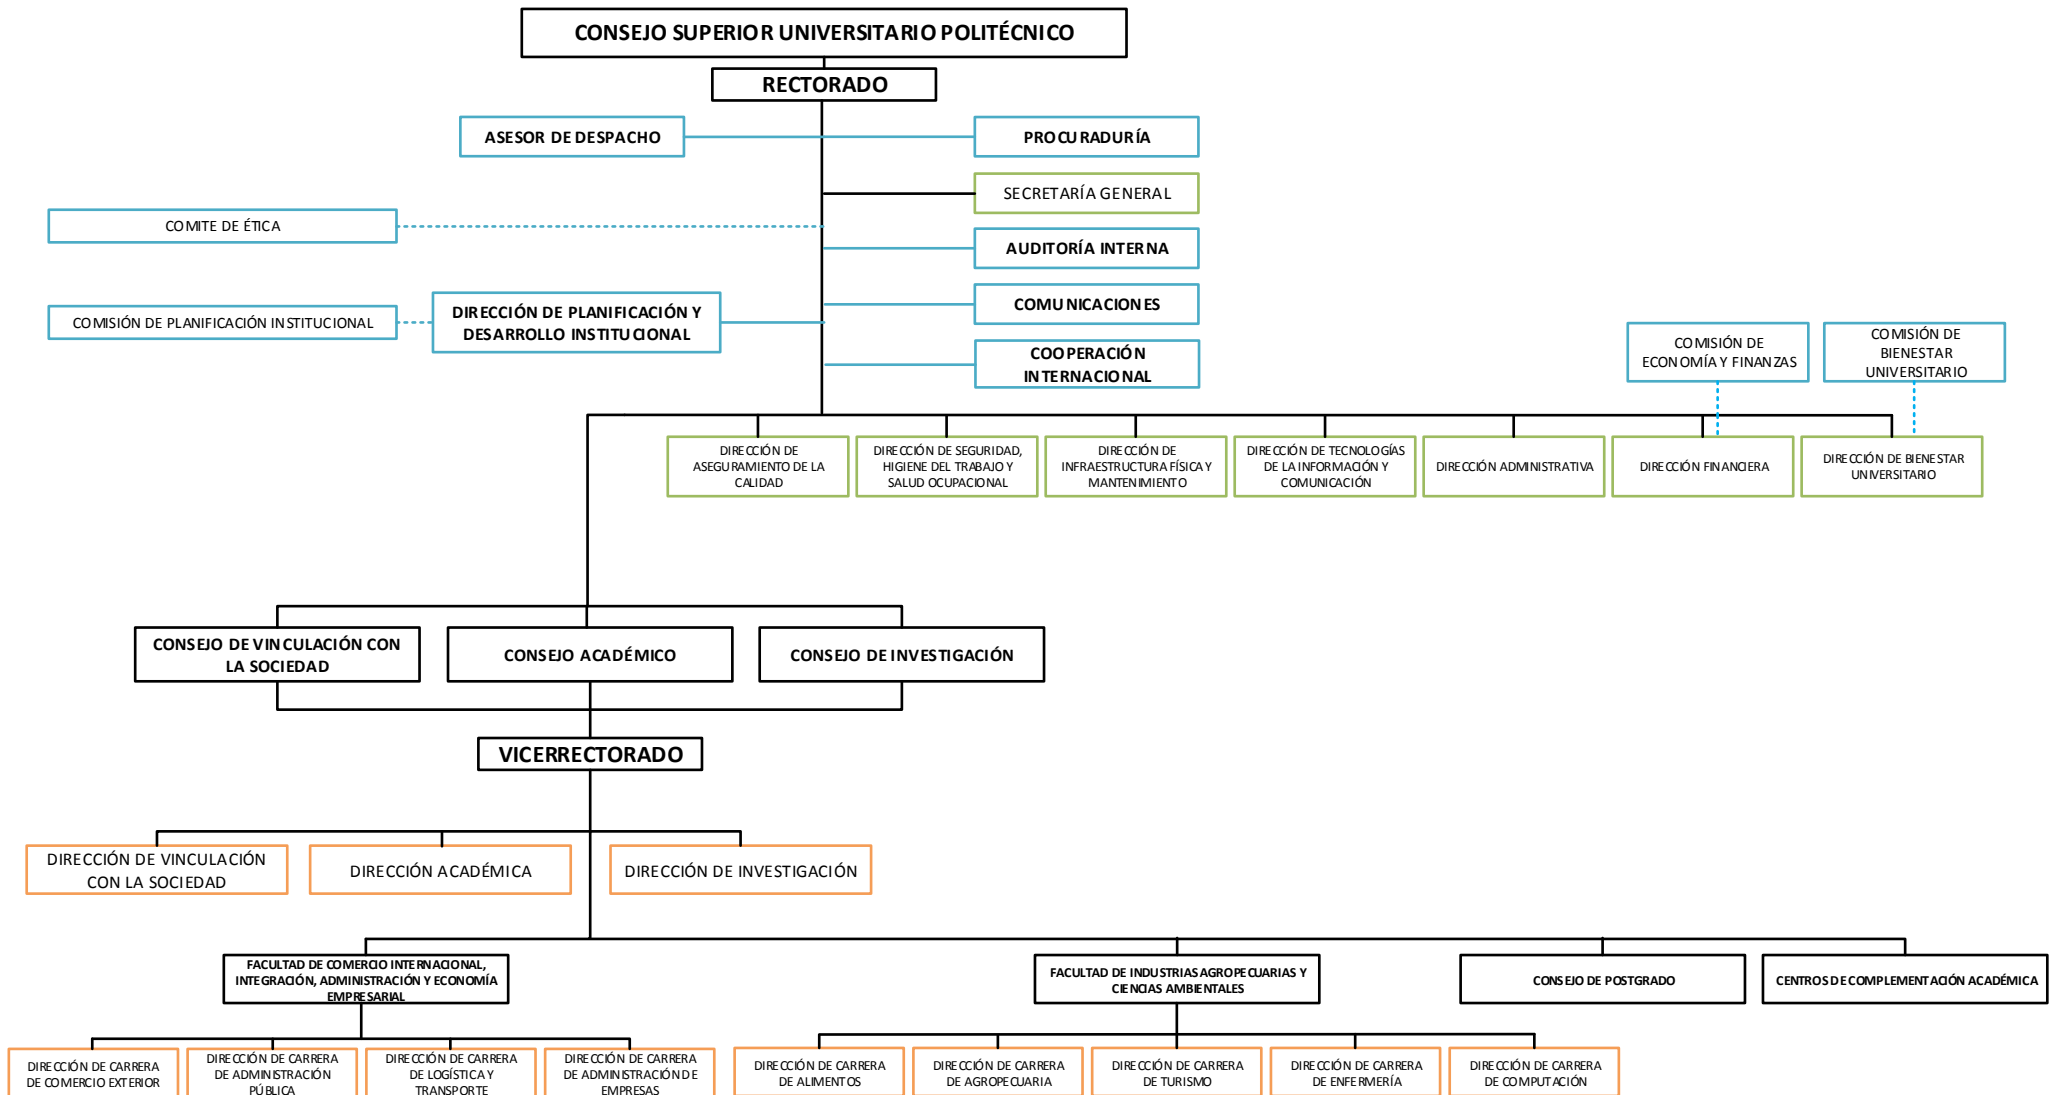 CONSEJO SUPERIOR UNIVERSITARIO POLITÉCNICO
RECTORADO
ASESOR DE DESPACHO
PROCURADURÍA
SECRETARÍA GENERAL
COMITE DE ÉTICA
AUDITORÍA INTERNA
COMISIÓN DE PLANIFICACIÓN INSTITUCIONAL
DIRECCIÓN DE PLANIFICACIÓN Y
DESARROLLO INSTITUCIONAL
COMUNICACIONES
COOPERACIÓN
INTERNACIONAL
COMISIÓN DE
ECONOMÍA Y FINANZAS
COMISIÓN DE
BIENESTAR
UNIVERSITARIO
DIRECCIÓN DE
ASEGURAMIENTO DE LA
CALIDAD
DIRECCIÓN DE SEGURIDAD,
HIGIENE DEL TRABAJO Y
SALUD OCUPACIONAL
DIRECCIÓN DE
INFRAESTRUCTURA FÍSICA Y
MANTENIMIENTO
DIRECCIÓN DE TECNOLOGÍAS
DE LA INFORMACIÓN Y
COMUNICACIÓN
DIRECCIÓN ADMINISTRATIVA
DIRECCIÓN FINANCIERA
DIRECCIÓN DE BIENESTAR
UNIVERSITARIO
CONSEJO DE VINCULACIÓN CON
LA SOCIEDAD
CONSEJO ACADÉMICO
CONSEJO DE INVESTIGACIÓN
VICERRECTORADO
DIRECCIÓN DE VINCULACIÓN
CON LA SOCIEDAD
DIRECCIÓN ACADÉMICA
DIRECCIÓN DE INVESTIGACIÓN
FACULTAD DE COMERCIO INTERNACIONAL,
INTEGRACIÓN, ADMINISTRACIÓN Y ECONOMÍA
EMPRESARIAL
FACULTAD DE INDUSTRIAS AGROPECUARIAS Y
CIENCIAS AMBIENTALES
CONSEJO DE POSTGRADO
CENTROS DE COMPLEMENTACIÓN ACADÉMICA
DIRECCIÓN DE CARRERA
DE COMERCIO EXTERIOR
DIRECCIÓN DE CARRERA
DE ADMINISTRACIÓN
PÚBLICA
DIRECCIÓN DE CARRERA
DE LOGÍSTICA Y
TRANSPORTE
DIRECCIÓN DE CARRERA
DE ADMINISTRACIÓN DE
EMPRESAS
DIRECCIÓN DE CARRERA
DE ALIMENTOS
DIRECCIÓN DE CARRERA
DE AGROPECUARIA
DIRECCIÓN DE CARRERA
DE TURISMO
DIRECCIÓN DE CARRERA
DE ENFERMERÍA
DIRECCIÓN DE CARRERA
DE COMPUTACIÓN